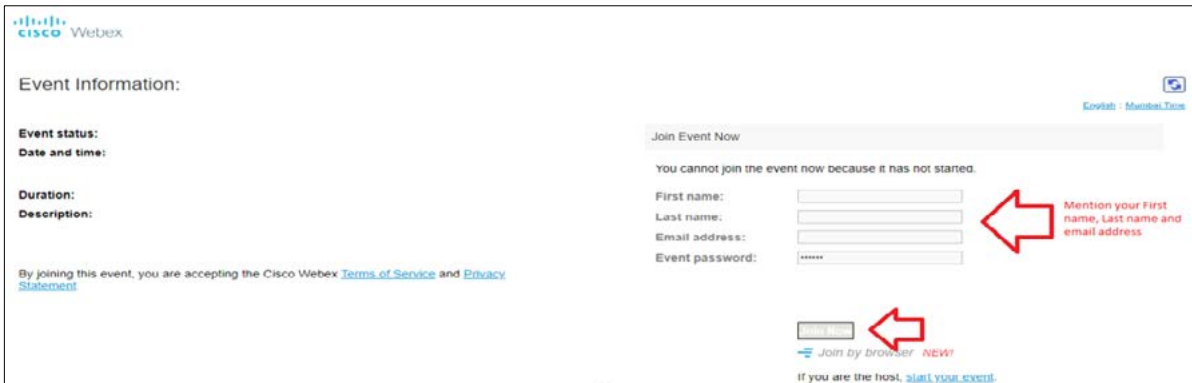 CISCO Webex
Event Information:
English : Mumbai Time
Event status:
Date and time:
Duration:
Description:
By joining this event, you are accepting the Cisco Webex Terms of Service and Privacy
Statement
Join Event Now
You cannot join the event now because it has not started.
First name:
Last name:
Email address:
Event password:
••••••
Mention your First
name, Last name and
email address
Join Now
Join by browser NEW!
If you are the host, start your event.